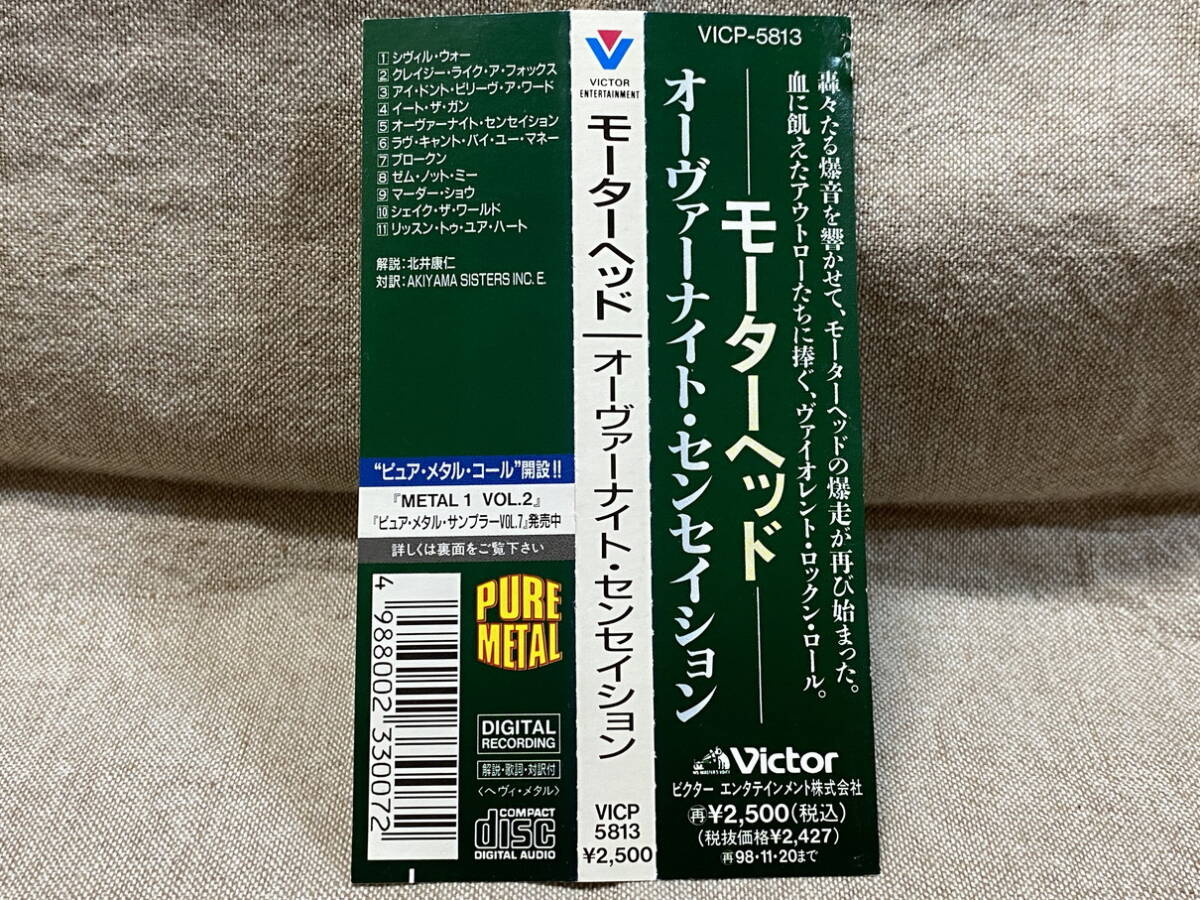 1 シヴィル・ウォー
2 クレイジー・ライク・ア・フォックス
3 アイ・ドント・ビリーヴ・ア・ワード
4 イート・ザ・ガン
5 オーヴァーナイト・センセイション
6 ラヴ・キャント・バイ・ユー・マネー
7 ブロークン
8 ゼム・ノット・ミー
9 マーダー・ショウ
10 シェイク・ザ・ワールド
11 リッスン・トゥ・ユア・ハート
解説:北井康仁
対訳:AKIYAMA SISTERS INC. E.
“ピュア・メタル・コール”開設!!
『METAL 1 VOL.2』
『ピュア・メタル・サンプラーVOL.7』発売中
詳しくは裏面をご覧下さい
4 988002 330072
PURE
METAL
DIGITAL
RECORDING
解説・歌詞・対訳付
〈ヘヴィ・メタル〉
COMPACT
disc
DIGITAL AUDIO
VICTOR
ENTERTAINMENT
モーターヘッド
オーヴァーナイト・センセイション
VICP
5813
¥2,500
VICP-5813
轟々たる爆音を響かせて、モーターヘッドの爆走が再び始まった。
血に飢えたアウトローたちに捧ぐ、ヴァイオレント・ロックン・ロール。
モーターヘッド
オーヴァーナイト・センセイション
HIS MASTER'S VOICE
Victor
ビクター エンタテインメント株式会社
再¥2,500(税込)
(税抜価格¥2,427)
再98・11・20まで